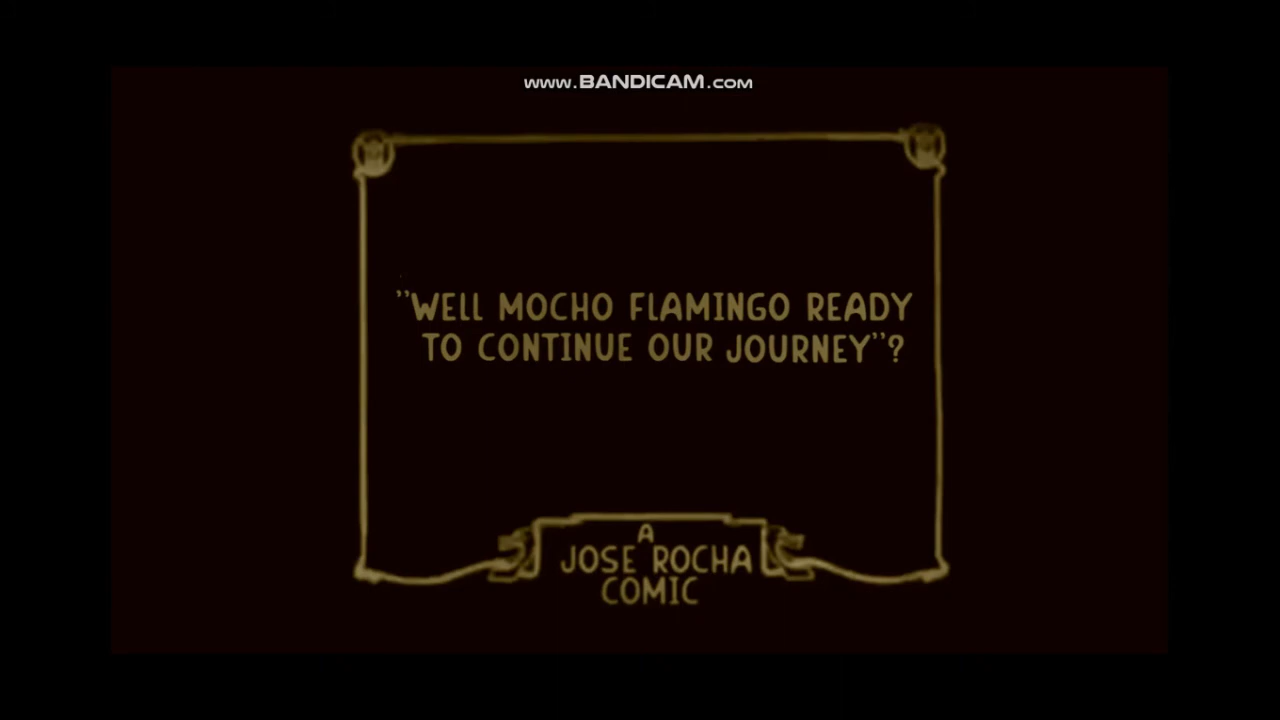 www.BANDICAM.com
"WELL MOCHO FLAMINGO READY
TO CONTINUE OUR JOURNEY"?
A
JOSE ROCHA
COMIC